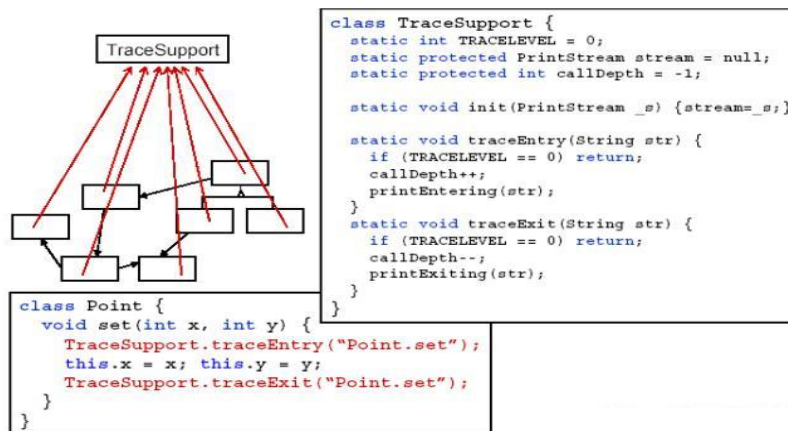 TraceSupport
class TraceSupport {
static int TRACELEVEL = 0;
static protected PrintStream stream = null;
static protected int callDepth = -1;
static void init(PrintStream _s) {stream=_s;}
static void traceEntry(String str) {
if (TRACELEVEL == 0) return;
callDepth++;
printEntering(str);
}
static void traceExit(String str) {
if (TRACELEVEL == 0) return;
callDepth--;
printExiting(str);
}
}
class Point {
void set(int x, int y) {
TraceSupport.traceEntry(“Point.set”);
this.x = x; this.y = y;
TraceSupport.traceExit(“Point.set”);
}
}